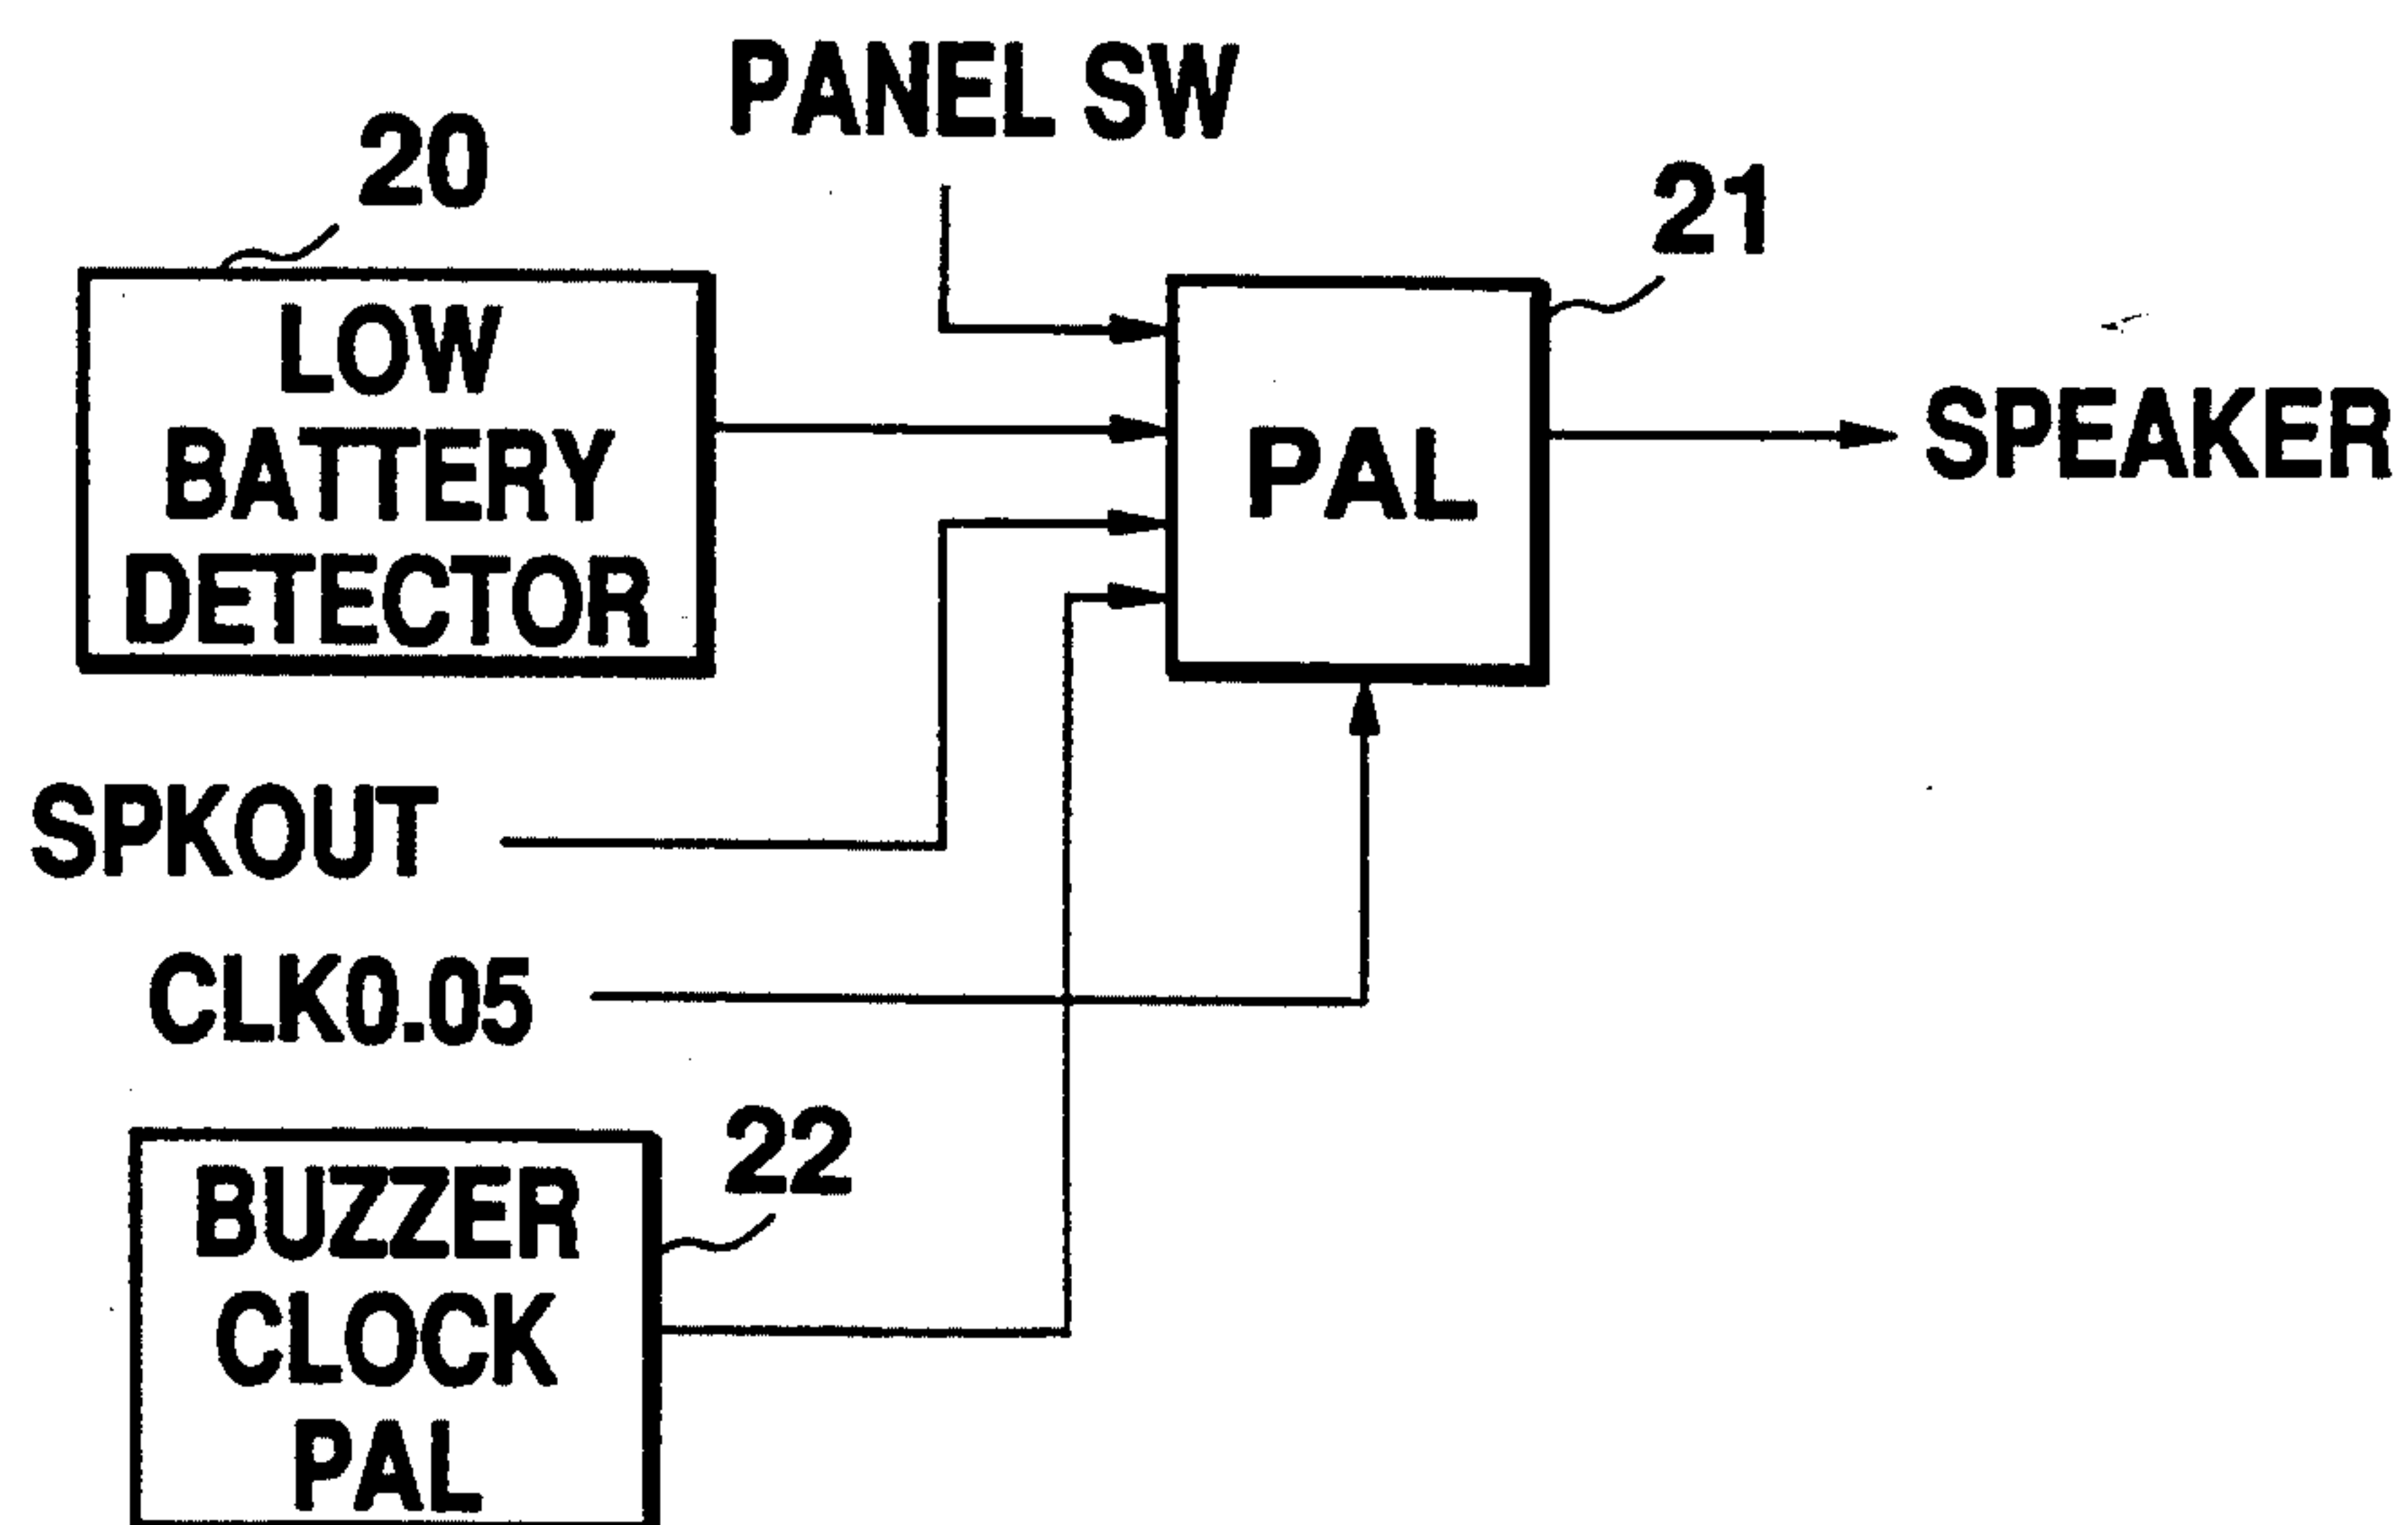 PANEL SW
20
21
LOW
BATTERY
DETECTOR
PAL
SPEAKER
SPKOUT
CLK0.05
22
BUZZER
CLOCK
PAL